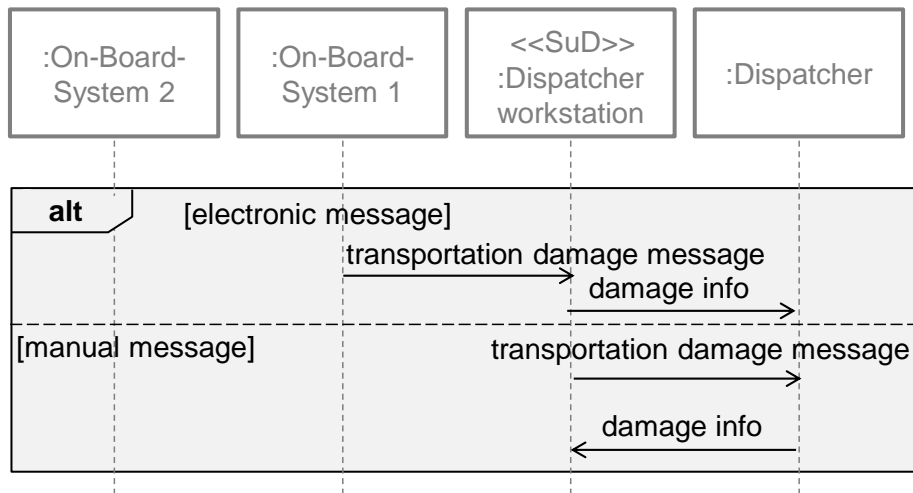 :On-Board-
System 2
:On-Board-
System 1
<<SuD>>
:Dispatcher
workstation
:Dispatcher
alt
[electronic message]
transportation damage message
damage info
[manual message]
transportation damage message
damage info